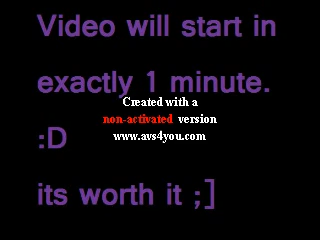 Video will start in
exactly 1 minute.
Created with a
non-activated version
www.avs4you.com
:D
its worth it ;]